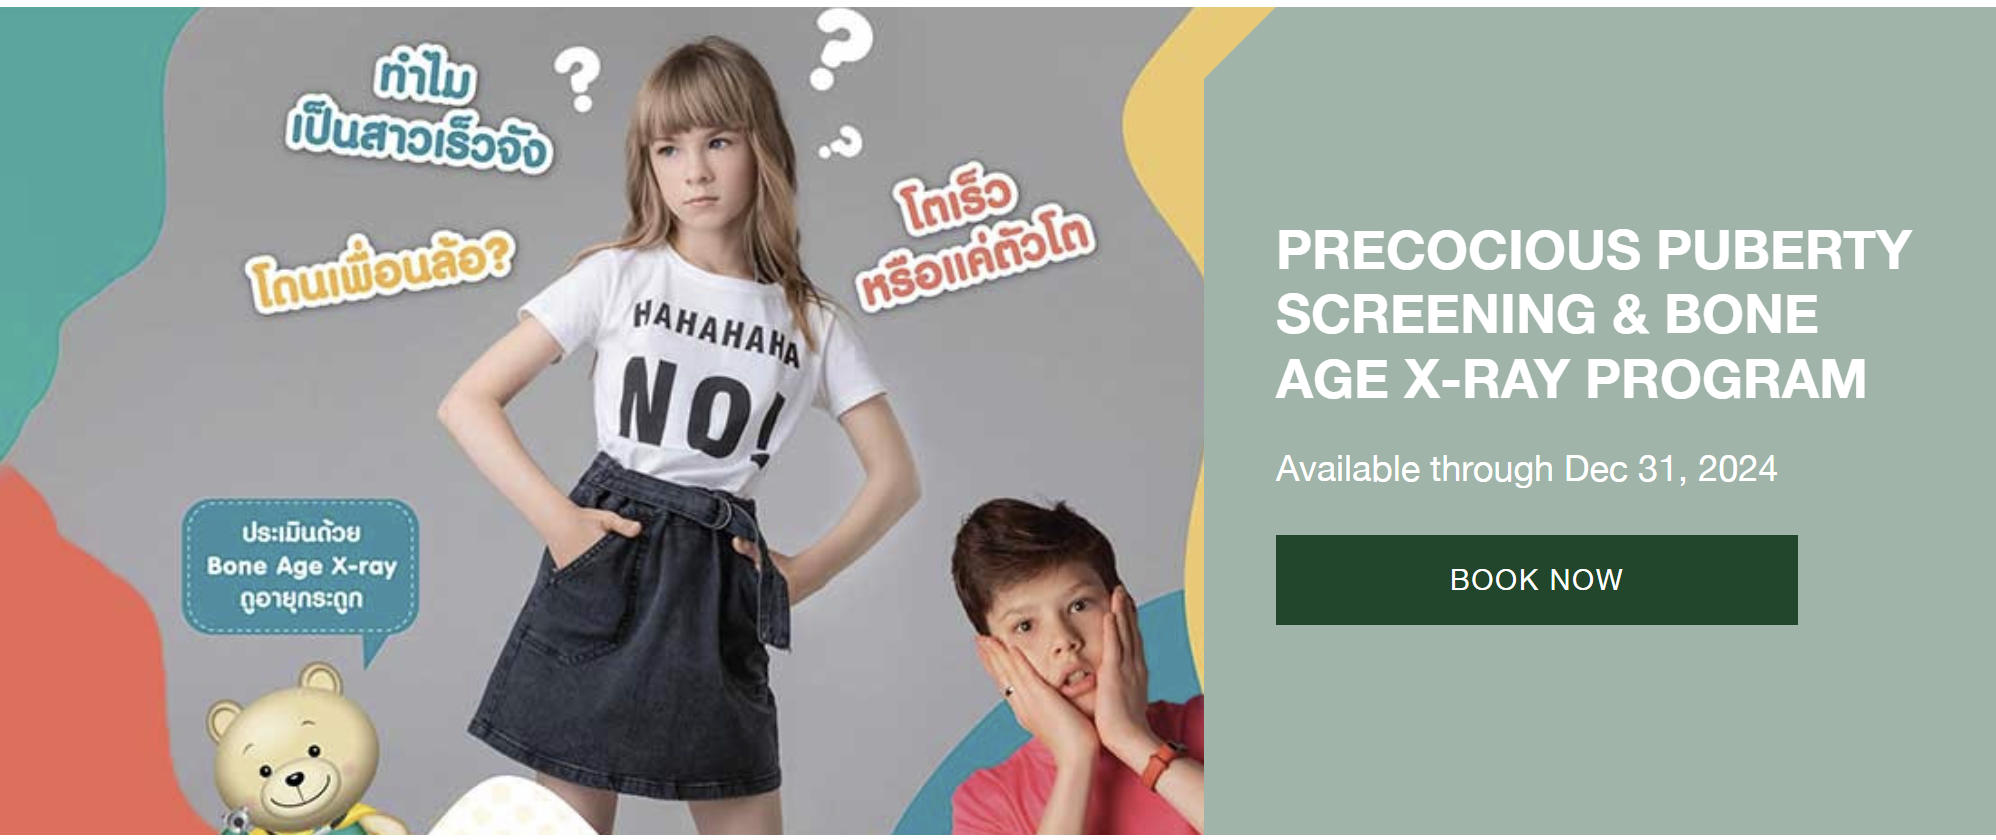 ทำไม
เป็นสาวเร็วจัง
?
?
?
โตเร็ว
หรือแค่ตัวโต
โดนเพื่อนล้อ?
HAHAHAHA
NO!
ประเมินด้วย
Bone Age X-ray
ดูอายุกระดูก
PRECOCIOUS PUBERTY
SCREENING & BONE
AGE X-RAY PROGRAM
Available through Dec 31, 2024
BOOK NOW